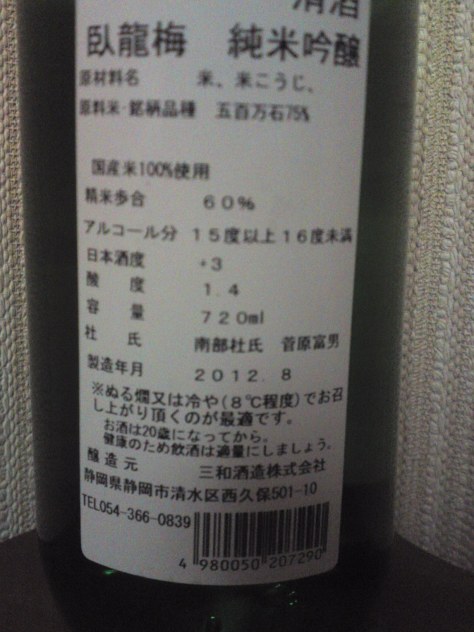 清酒
臥龍梅 純米吟醸
原材料名 米、米こうじ、
原料米・銘柄品種 五百万石75%
国産米100%使用
精米歩合 60%
アルコール分 15度以上16度未満
日本酒度 +3
酸度 1.4
容量 720ml
杜氏 南部杜氏 菅原富男
製造年月 2012.8
※ぬる燗又は冷や(8℃程度)でお召
し上がり頂くのが最適です。
お酒は20歳になってから。
健康のため飲酒は適量にしましょう。
醸造元 三和酒造株式会社
静岡県静岡市清水区西久保501-10
TEL054-366-0839
4 980050 207290